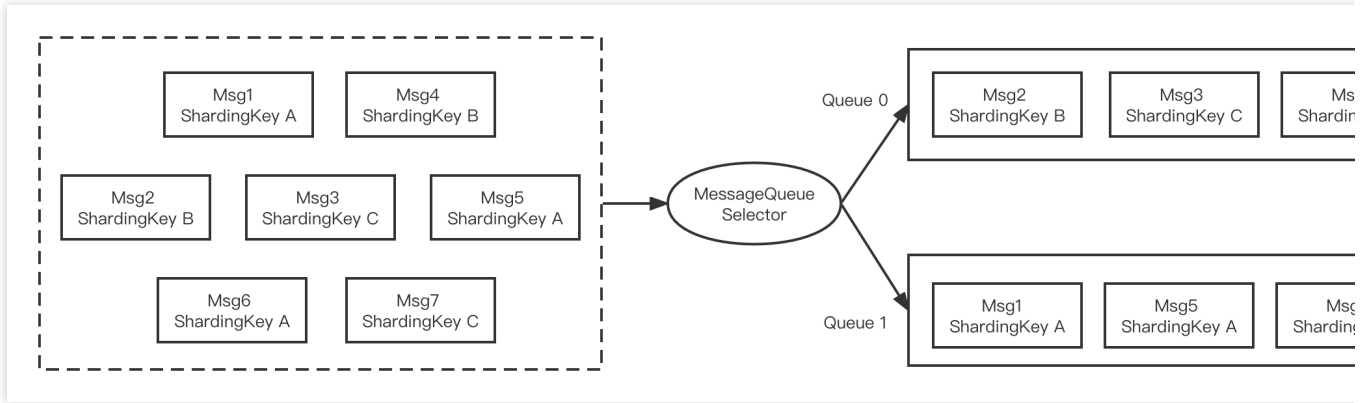 Msg1
ShardingKey A
Msg4
ShardingKey B
Msg2
ShardingKey B
Msg3
ShardingKey C
Msg5
ShardingKey A
Msg6
ShardingKey A
Msg7
ShardingKey C
MessageQueue
Selector
Queue 0
Msg2
ShardingKey B
Msg3
ShardingKey C
Queue 1
Msg1
ShardingKey A
Msg5
ShardingKey A